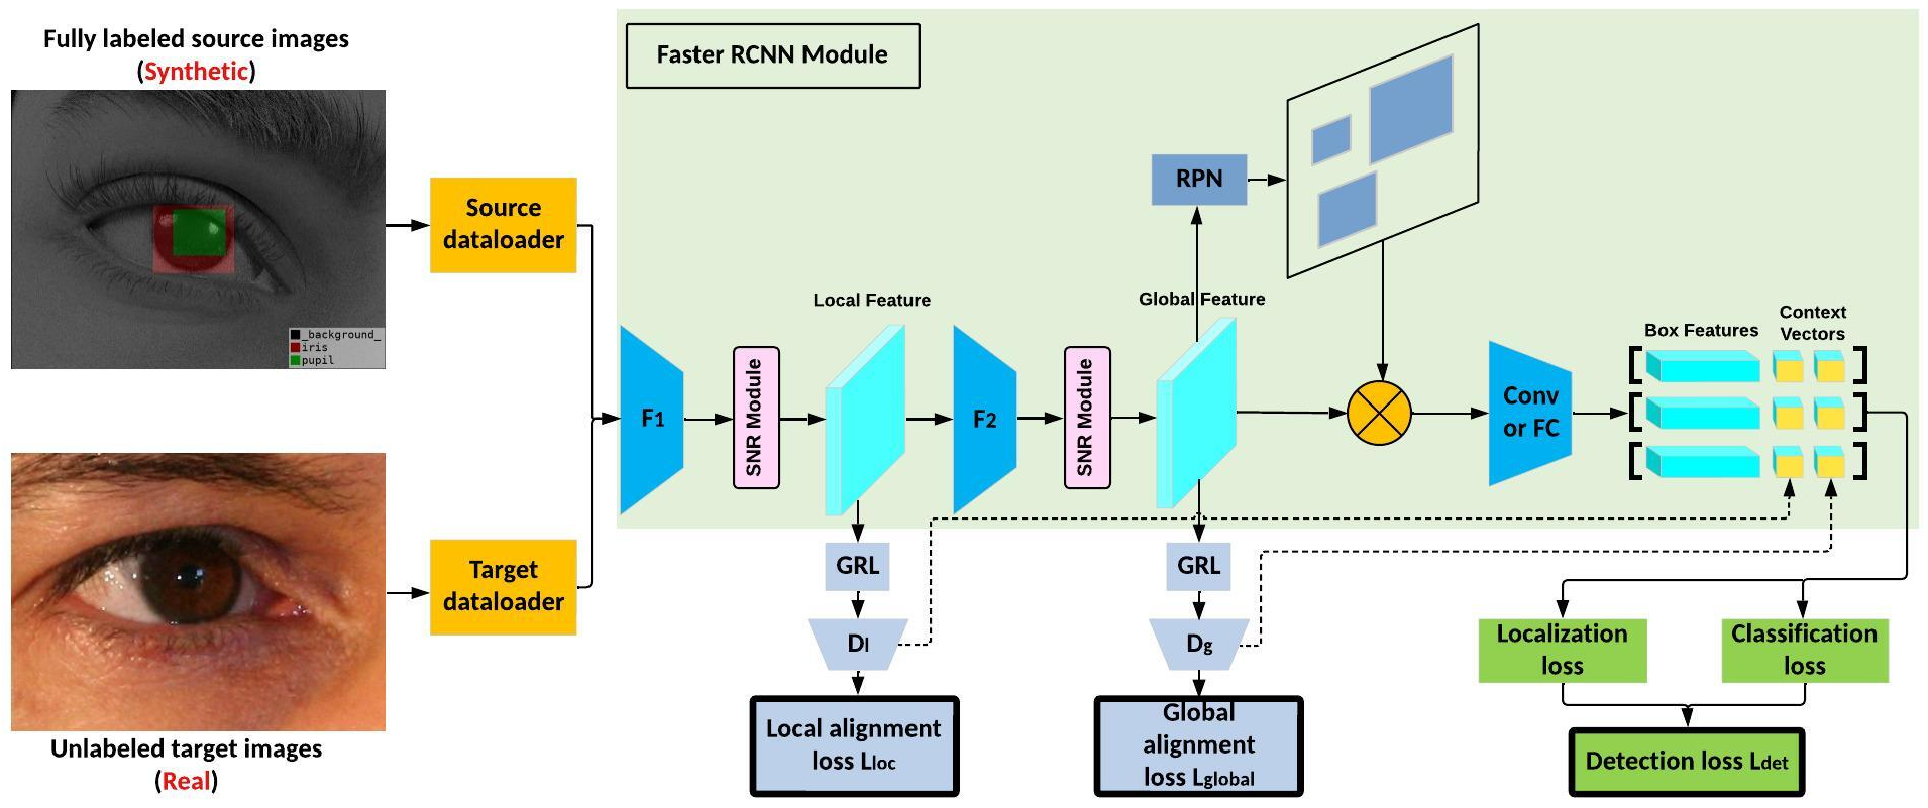 Fully labeled source images
(Synthetic)
_background_
iris
pupil
Source
dataloader
Unlabeled target images
(Real)
Target
dataloader
Faster RCNN Module
F1
SNR Module
Local Feature
F2
SNR Module
Global Feature
RPN
Conv
or FC
Box Features
Context
Vectors
GRL
Dl
Local alignment
loss Lloc
GRL
Dg
Global
alignment
loss Lglobal
Localization
loss
Classification
loss
Detection loss Ldet